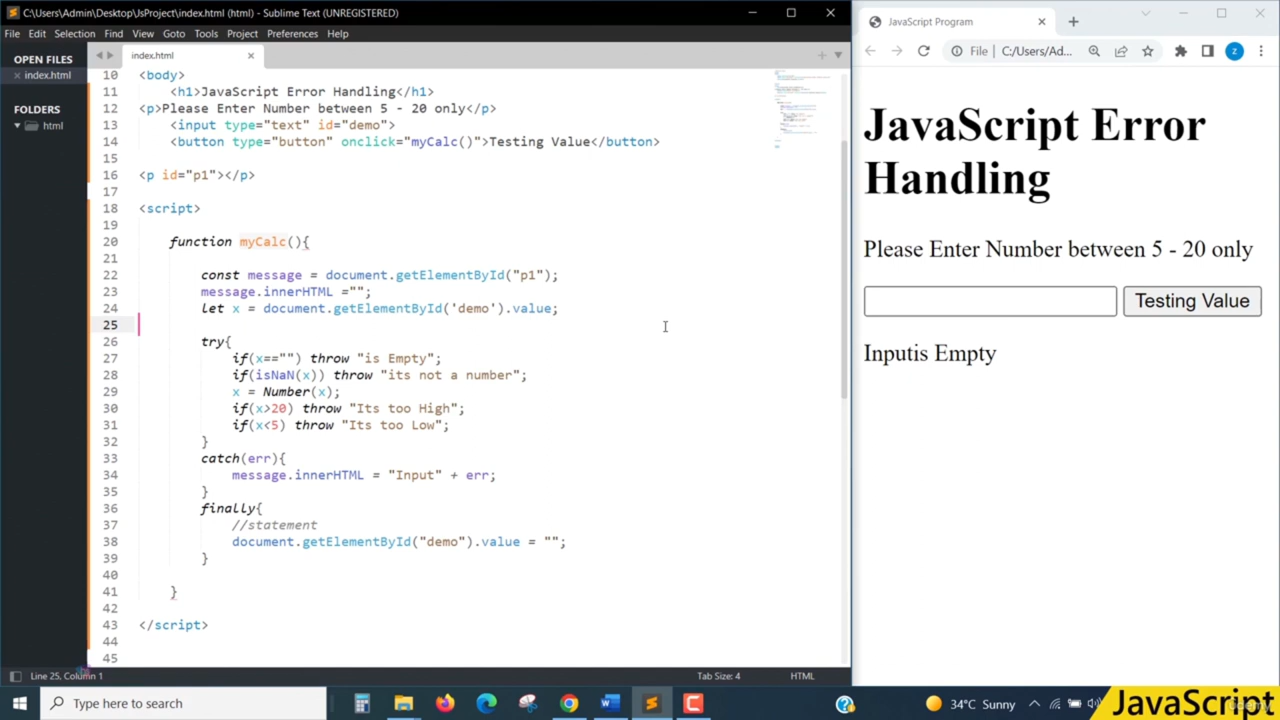 C:\Users\Admin\Desktop\JsProject\index.html (html) - Sublime Text (UNREGISTERED)
File Edit Selection Find View Goto Tools Project Preferences Help
OPEN FILES
index.html
FOLDERS
html
index.html
10 <body>
11 <h1>JavaScript Error Handling</h1>
12 <p>Please Enter Number between 5 - 20 only</p>
13 <input type="text" id="demo">
14 <button type="button" onclick="myCalc()">Testing Value</button>
15
16 <p id="p1"></p>
17
18 <script>
19
20 function myCalc(){
21
22 const message = document.getElementById("p1");
23 message.innerHTML ="";
24 let x = document.getElementById('demo').value;
25
26 try{
27 if(x=="") throw "is Empty";
28 if(isNaN(x)) throw "its not a number";
29 x = Number(x);
30 if(x>20) throw "Its too High";
31 if(x<5) throw "Its too Low";
32 }
33 catch(err){
34 message.innerHTML = "Input" + err;
35 }
36 finally{
37 //statement
38 document.getElementById("demo").value = "";
39 }
40
41 }
42
43 </script>
44
45
Line 25, Column 1
Tab Size: 4
HTML
JavaScript Program
File
C:/Users/Ad...
Z
JavaScript Error
Handling
Please Enter Number between 5 - 20 only
Testing Value
Inputis Empty
Type here to search
34°C Sunny
JavaScript